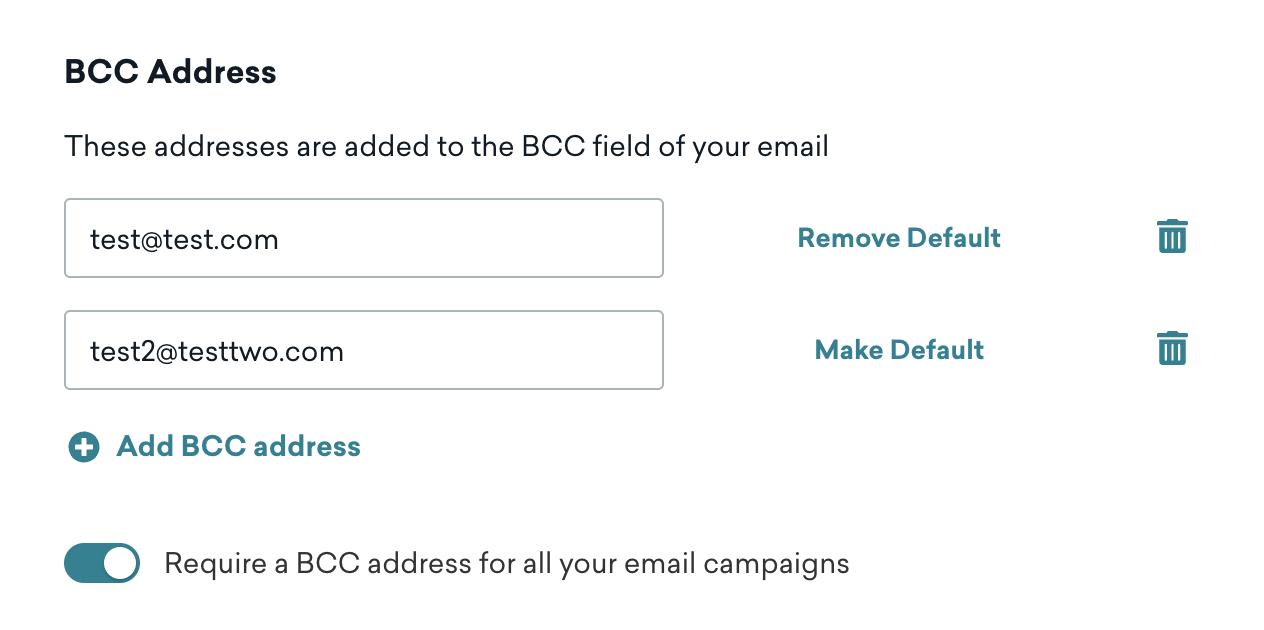 BCC Address
These addresses are added to the BCC field of your email
test@test.com
Remove Default
test2@testtwo.com
Make Default
Add BCC address
Require a BCC address for all your email campaigns